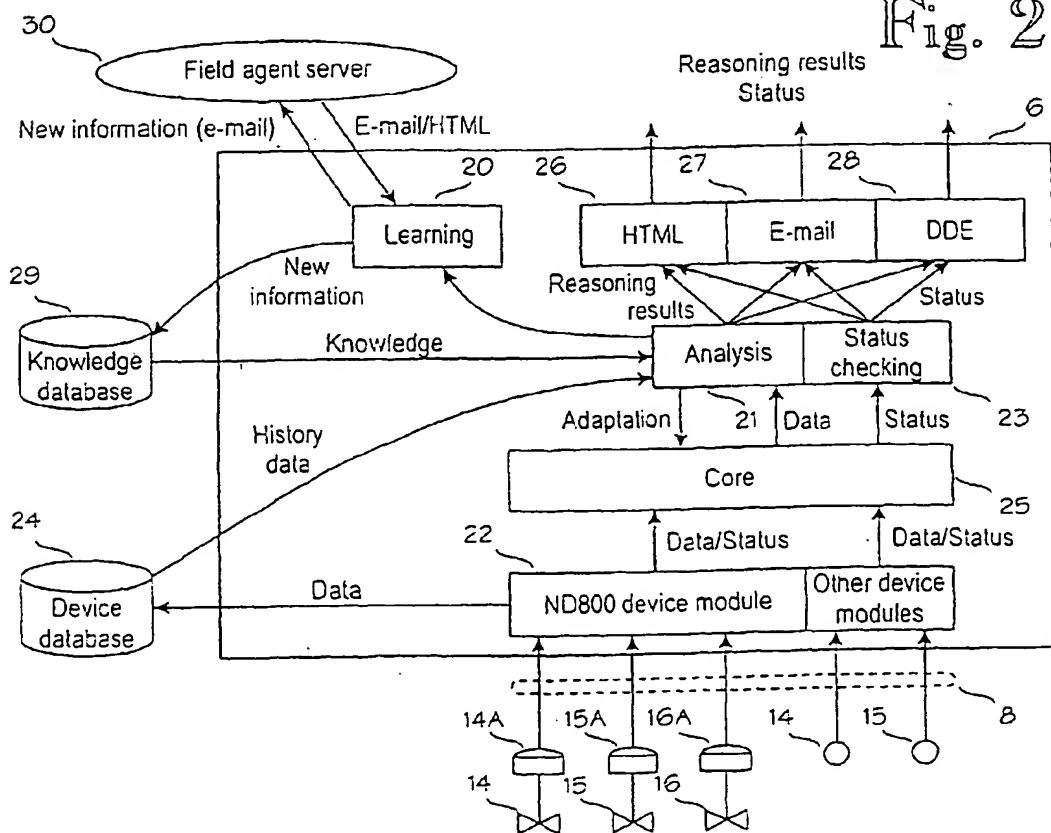 Fig. 2
30
Field agent server
Reasoning results
Status
New information (e-mail)
E-mail/HTML
6
20
26
27
28
Learning
HTML
E-mail
DDE
29
New
information
Reasoning
results
Status
Knowledge
database
Knowledge
Analysis
Status
checking
History
data
Adaptation
21
Data
Status
23
Core
25
24
22
Data/Status
Data/Status
Device
database
Data
ND800 device module
Other device
modules
8
14A
15A
16A
14
15
14
15
16